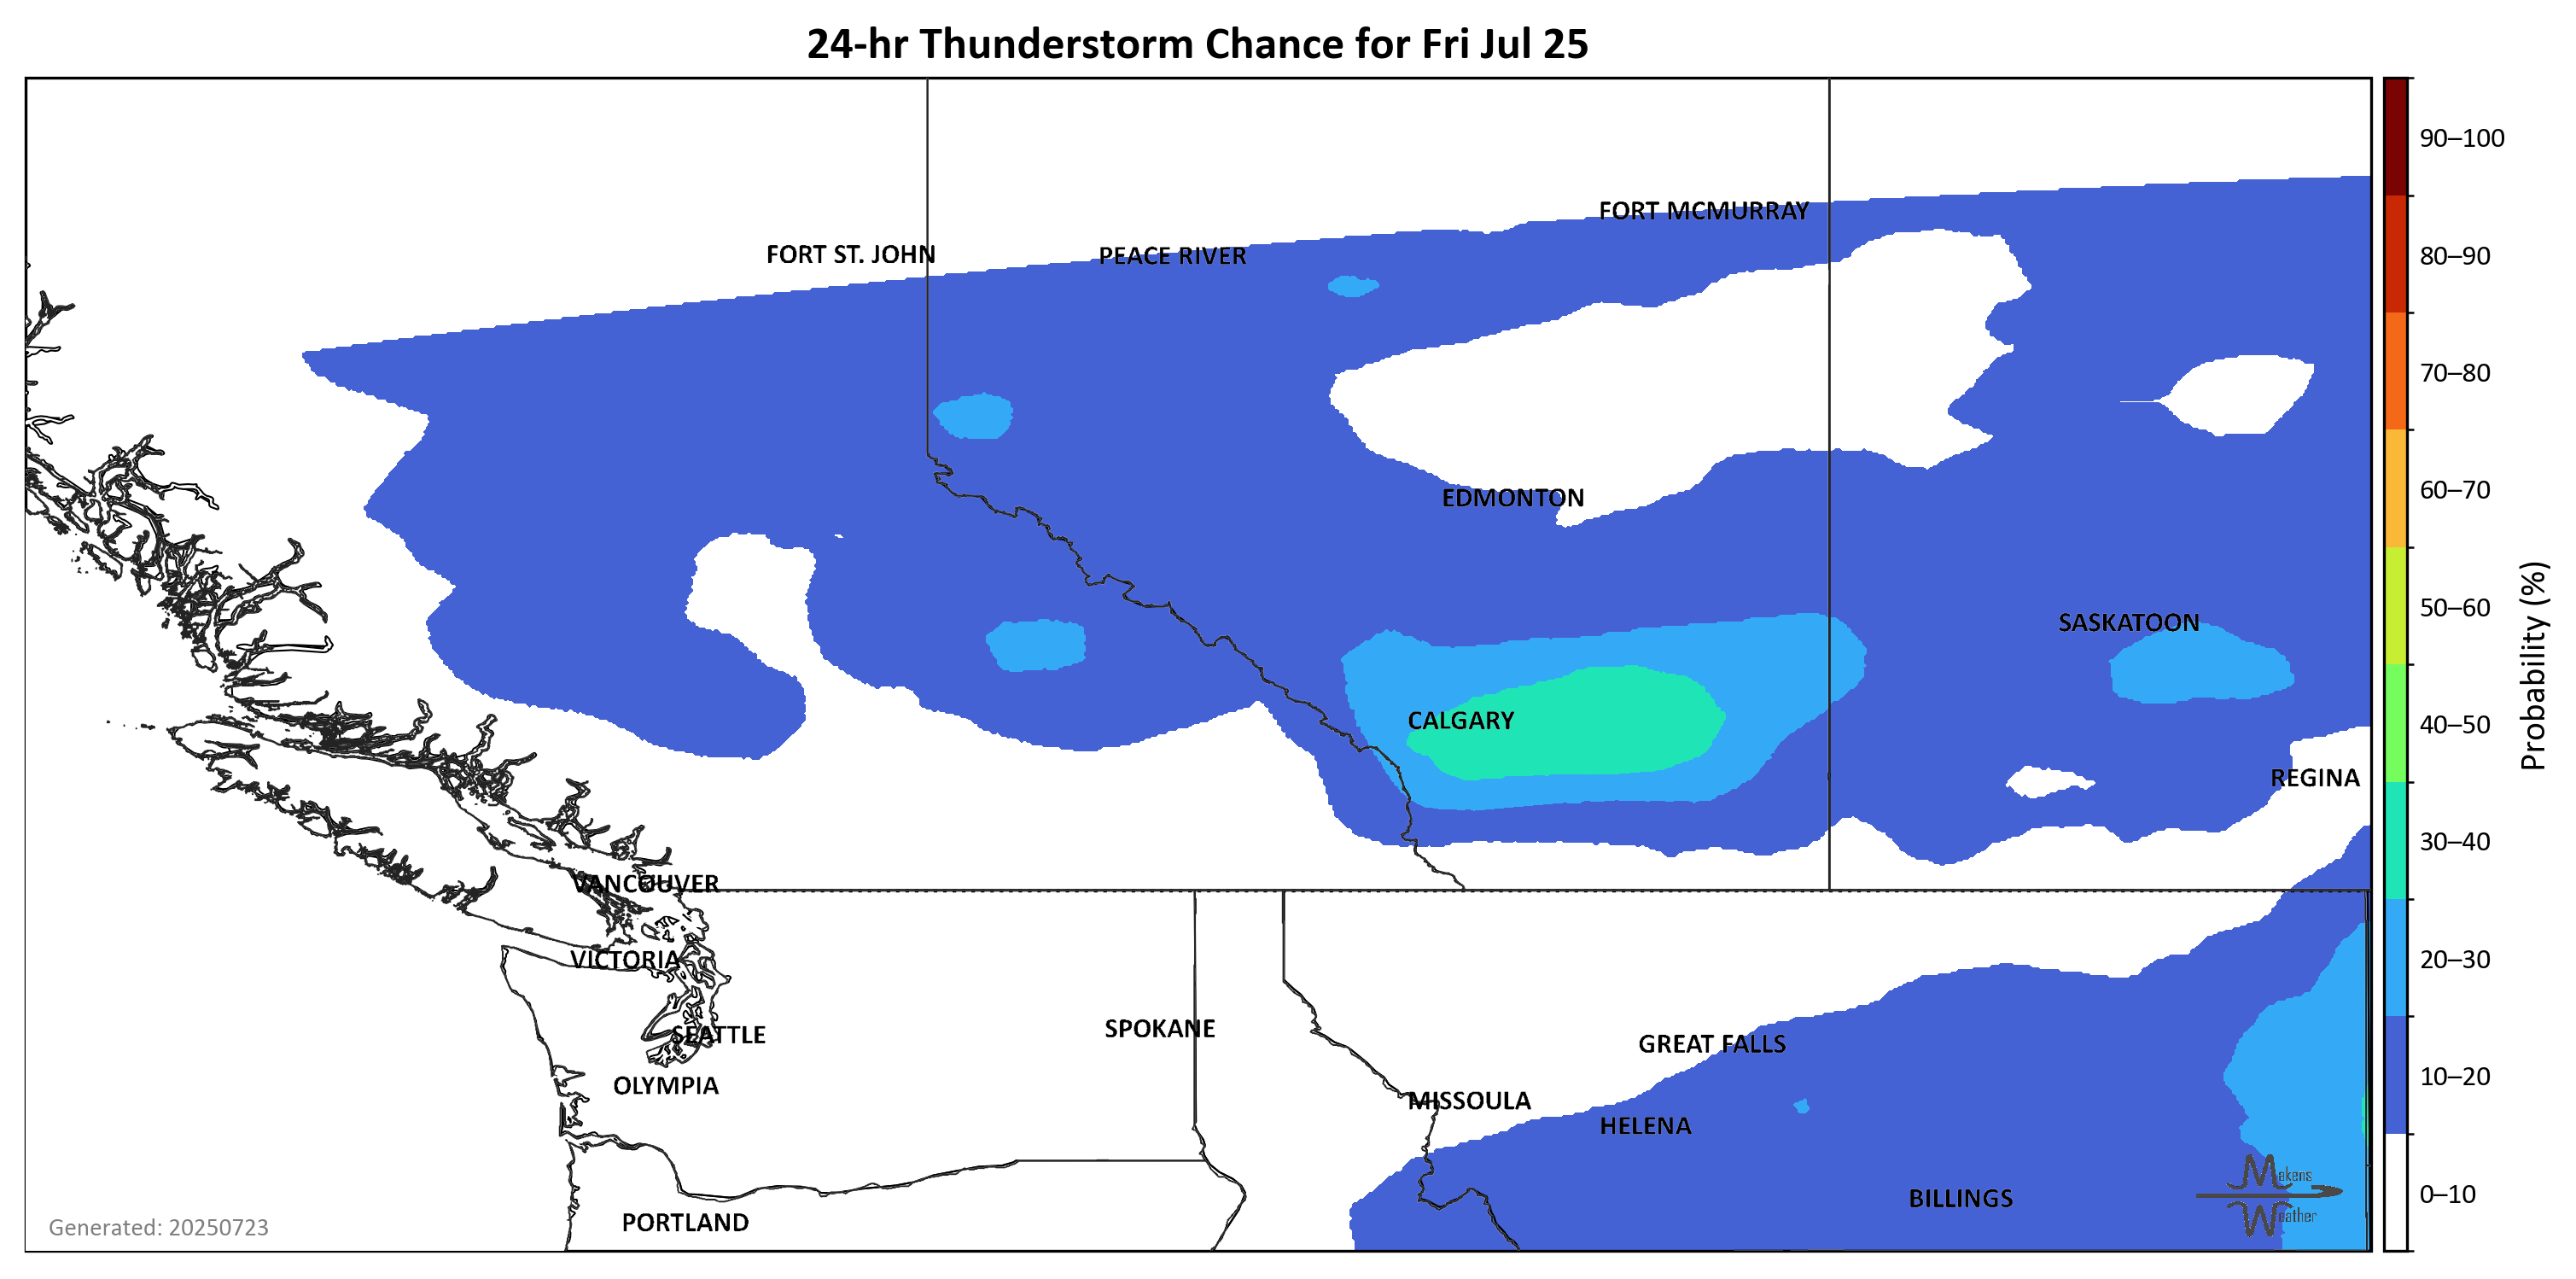 24-hr Thunderstorm Chance for Fri Jul 25
90–100
FORT MCMURRAY
FORT ST. JOHN
PEACE RIVER
80–90
70–80
EDMONTON
60–70
SASKATOON
50–60
Probability (%)
CALGARY
40–50
REGINA
30–40
VANCOUVER
VICTORIA
20–30
SEATTLE
SPOKANE
GREAT FALLS
OLYMPIA
MISSOULA
HELENA
10–20
Makens
Weather
BILLINGS
0–10
PORTLAND
Generated: 20250723